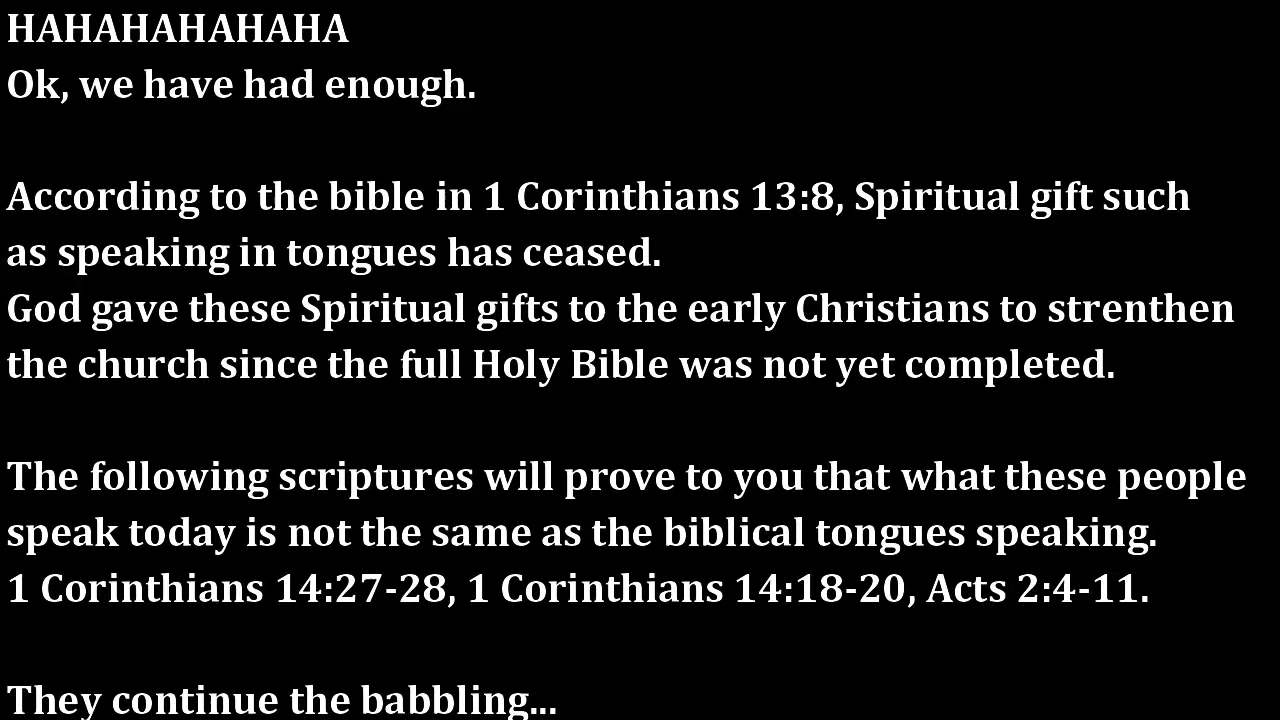 HAHAHAHAHAHA
Ok, we have had enough.
According to the bible in 1 Corinthians 13:8, Spiritual gift such
as speaking in tongues has ceased.
God gave these Spiritual gifts to the early Christians to strenthen
the church since the full Holy Bible was not yet completed.
The following scriptures will prove to you that what these people
speak today is not the same as the biblical tongues speaking.
1 Corinthians 14:27-28, 1 Corinthians 14:18-20, Acts 2:4-11.
They continue the babbling...